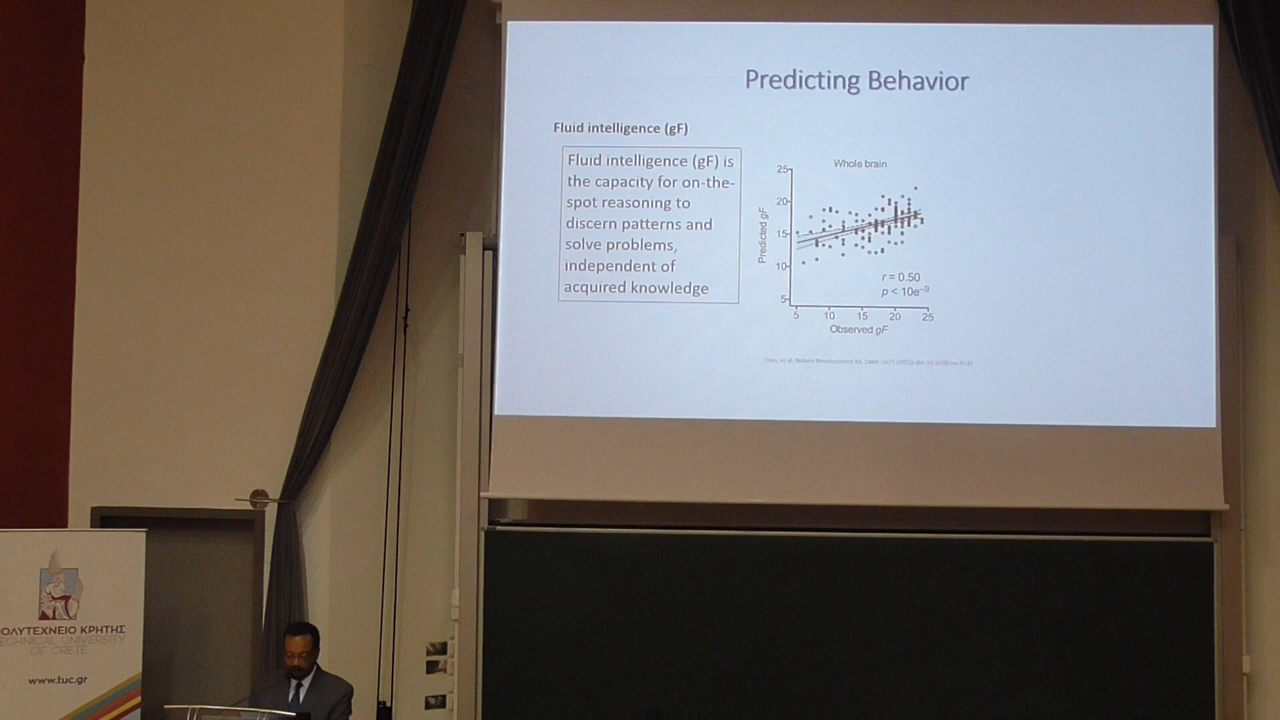 Predicting Behavior
Fluid intelligence (gF)
Fluid intelligence (gF) is
the capacity for on-the-
spot reasoning to
discern patterns and
solve problems,
independent of
acquired knowledge
Whole brain
25
20
15
10
5
Predicted gF
r = 0.50
p < 10e⁻⁹
5 10 15 20 25
Observed gF
ΟΛΥΤΕΧΝΕΙΟ ΚΡΗΤΗΣ
TECHNICAL UNIVERSITY
OF CRETE
www.tuc.gr